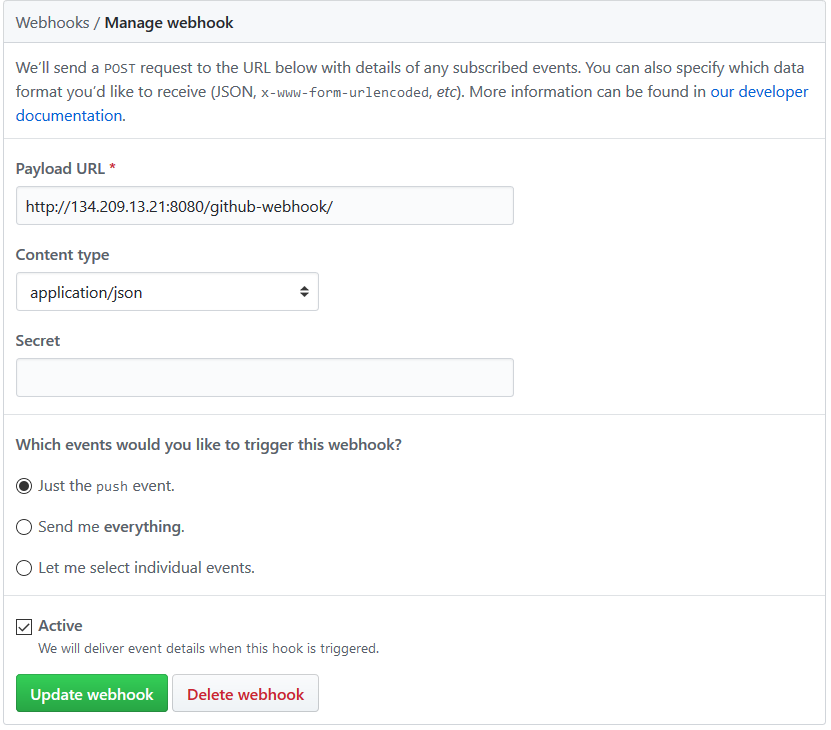 Webhooks / Manage webhook
We’ll send a POST request to the URL below with details of any subscribed events. You can also specify which data
format you’d like to receive (JSON, x-www-form-urlencoded, etc). More information can be found in our developer
documentation.
Payload URL *
http://134.209.13.21:8080/github-webhook/
Content type
application/json
Secret
Which events would you like to trigger this webhook?
Just the push event.
Send me everything.
Let me select individual events.
Active
We will deliver event details when this hook is triggered.
Update webhook Delete webhook